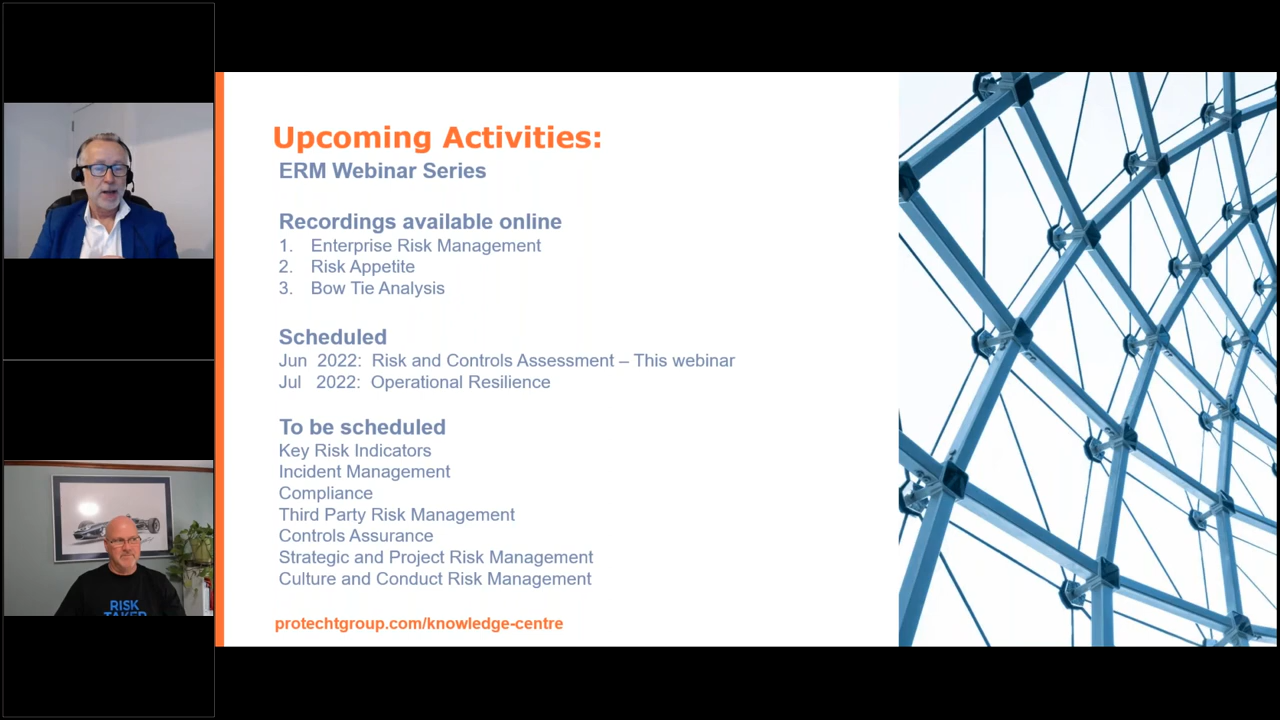 Upcoming Activities:
ERM Webinar Series
Recordings available online
1. Enterprise Risk Management
2. Risk Appetite
3. Bow Tie Analysis
Scheduled
Jun 2022: Risk and Controls Assessment – This webinar
Jul 2022: Operational Resilience
To be scheduled
Key Risk Indicators
Incident Management
Compliance
Third Party Risk Management
Controls Assurance
Strategic and Project Risk Management
Culture and Conduct Risk Management
protechtgroup.com/knowledge-centre
RISK
TAKER